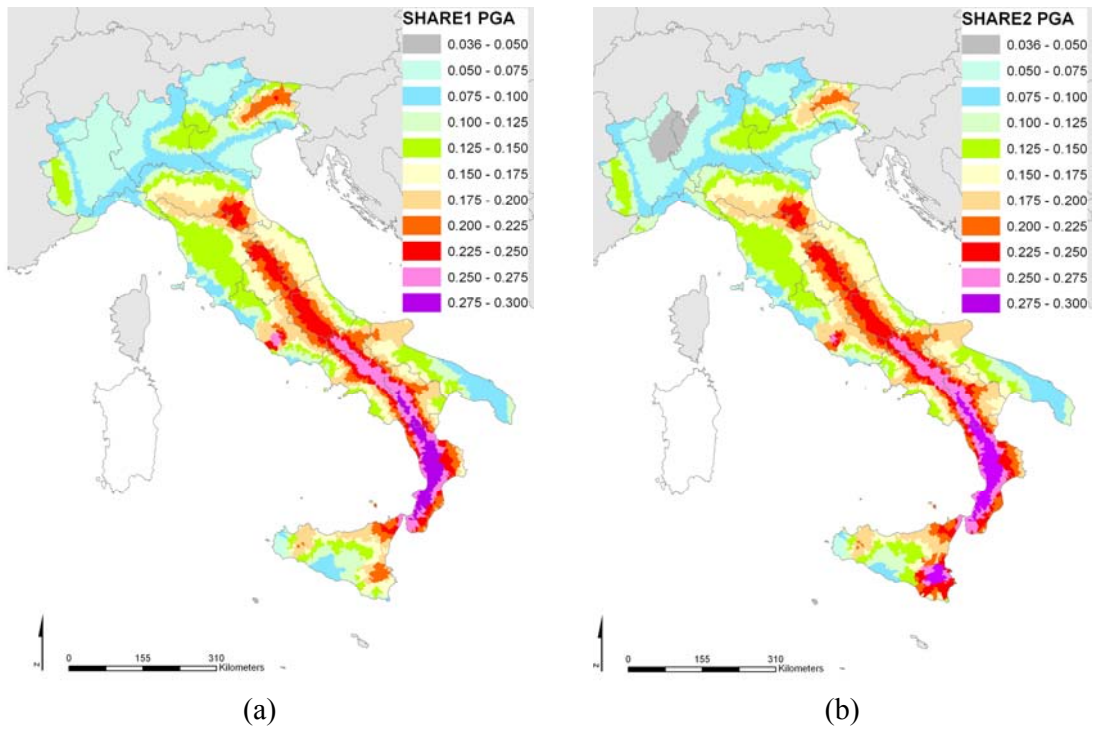 SHARE1 PGA
0.036 - 0.050
0.050 - 0.075
0.075 - 0.100
0.100 - 0.125
0.125 - 0.150
0.150 - 0.175
0.175 - 0.200
0.200 - 0.225
0.225 - 0.250
0.250 - 0.275
0.275 - 0.300
N
0 155 310
Kilometers
(a)
SHARE2 PGA
0.036 - 0.050
0.050 - 0.075
0.075 - 0.100
0.100 - 0.125
0.125 - 0.150
0.150 - 0.175
0.175 - 0.200
0.200 - 0.225
0.225 - 0.250
0.250 - 0.275
0.275 - 0.300
N
0 155 310
Kilometers
(b)